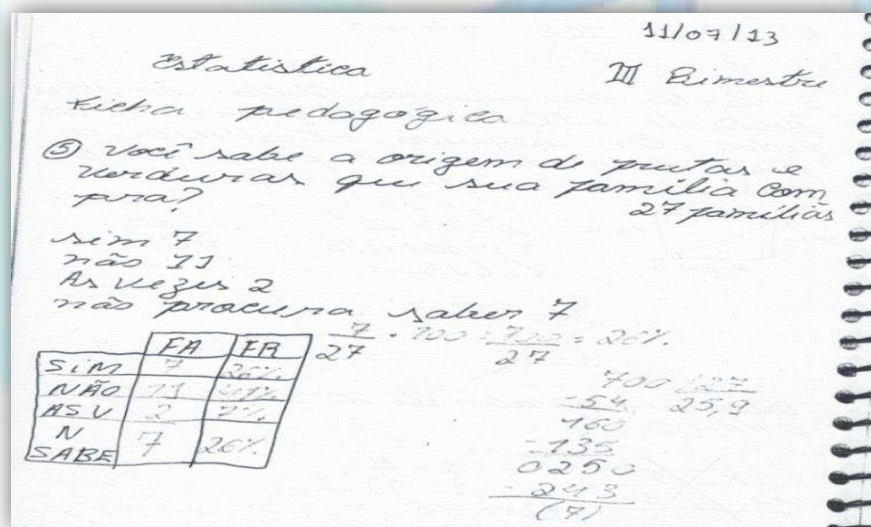 11/07/13
Estatística
III Bimestre
Ficha pedagógica
⑤ Você sabe a origem de frutas e
verduras que sua família com
pra?
27 famílias
sim 7
não 11
As vezes 2
não procura saber 7
FA FR
SIM 7 26%
NÃO 11 41%
AS V 2 7%
N SABE 7 26%
7/27 · 100 = 700/27 = 26%.
700 27
-54 25,9
160
-135
0250
-243
(7)